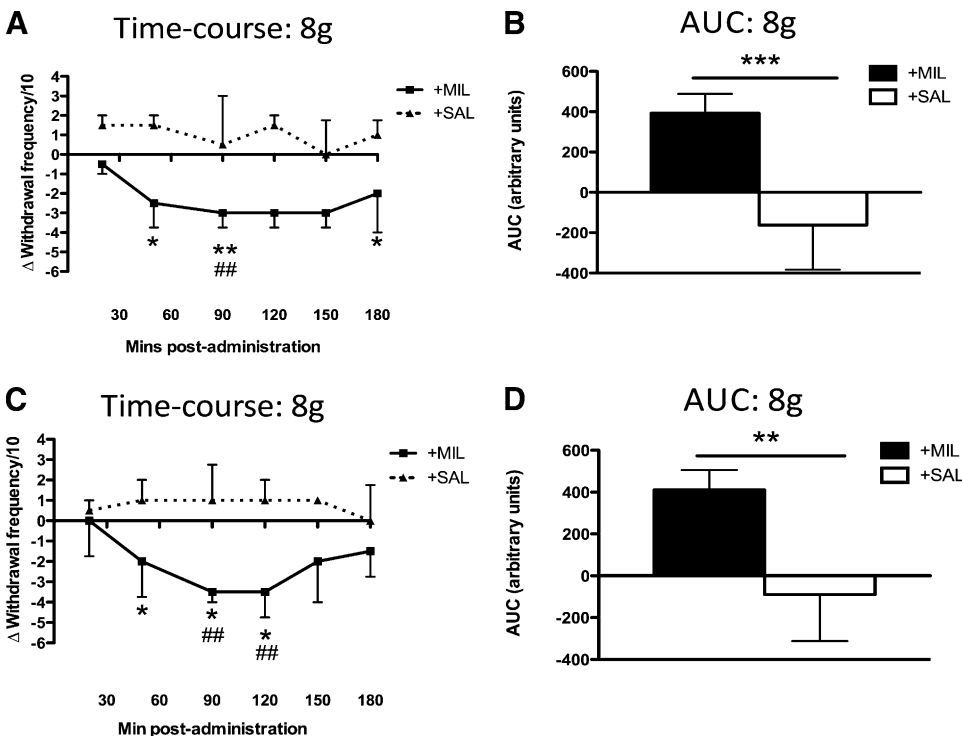 A
Time-course: 8g
Δ Withdrawal frequency/10
4
3
2
1
0
-1
-2
-3
-4
-5
-6
+MIL
+SAL
*
**
##
*
30 60 90 120 150 180
Mins post-administration
B
AUC: 8g
AUC (arbitrary units)
600
400
200
0
-200
-400
***
+MIL
+SAL
C
Time-course: 8g
Δ Withdrawal frequency/10
4
3
2
1
0
-1
-2
-3
-4
-5
-6
+MIL
+SAL
*
*
##
*
##
30 60 90 120 150 180
Min post-administration
D
AUC: 8g
AUC (arbitrary units)
600
400
200
0
-200
-400
**
+MIL
+SAL